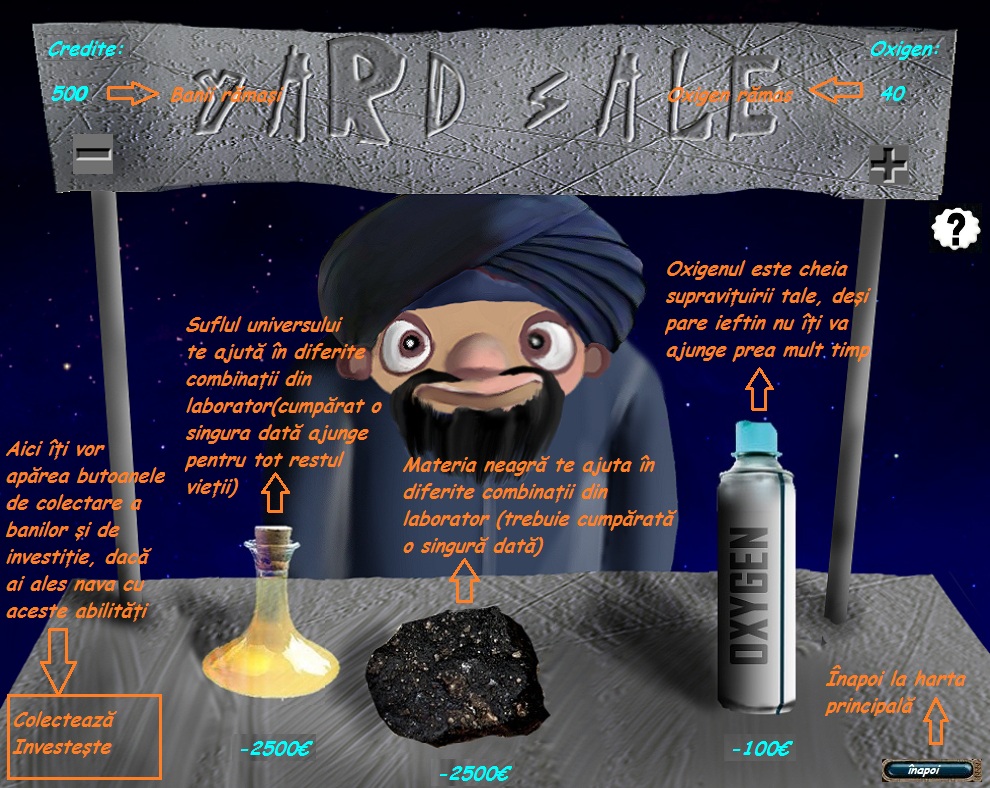 Credite:
500
Banii rămași
YARD SALE
Oxigen:
40
Oxigen rămas
?
Oxigenul este cheia
supravițuirii tale, deși
pare ieftin nu îți va
ajunge prea mult timp
Suflul universului
te ajută în diferite
combinații din
laborator(cumpărat o
singura dată ajunge
pentru tot restul
vieții)
Materia neagră te ajuta în
diferite combinații din
laborator (trebuie cumpărată
o singură dată)
Aici îți vor
apărea butoanele
de colectare a
banilor și de
investiție, dacă
ai ales nava cu
aceste abilități
Colectează
Investește
OXYGEN
-2500€
-2500€
-100€
Înapoi la harta
principală
înapoi